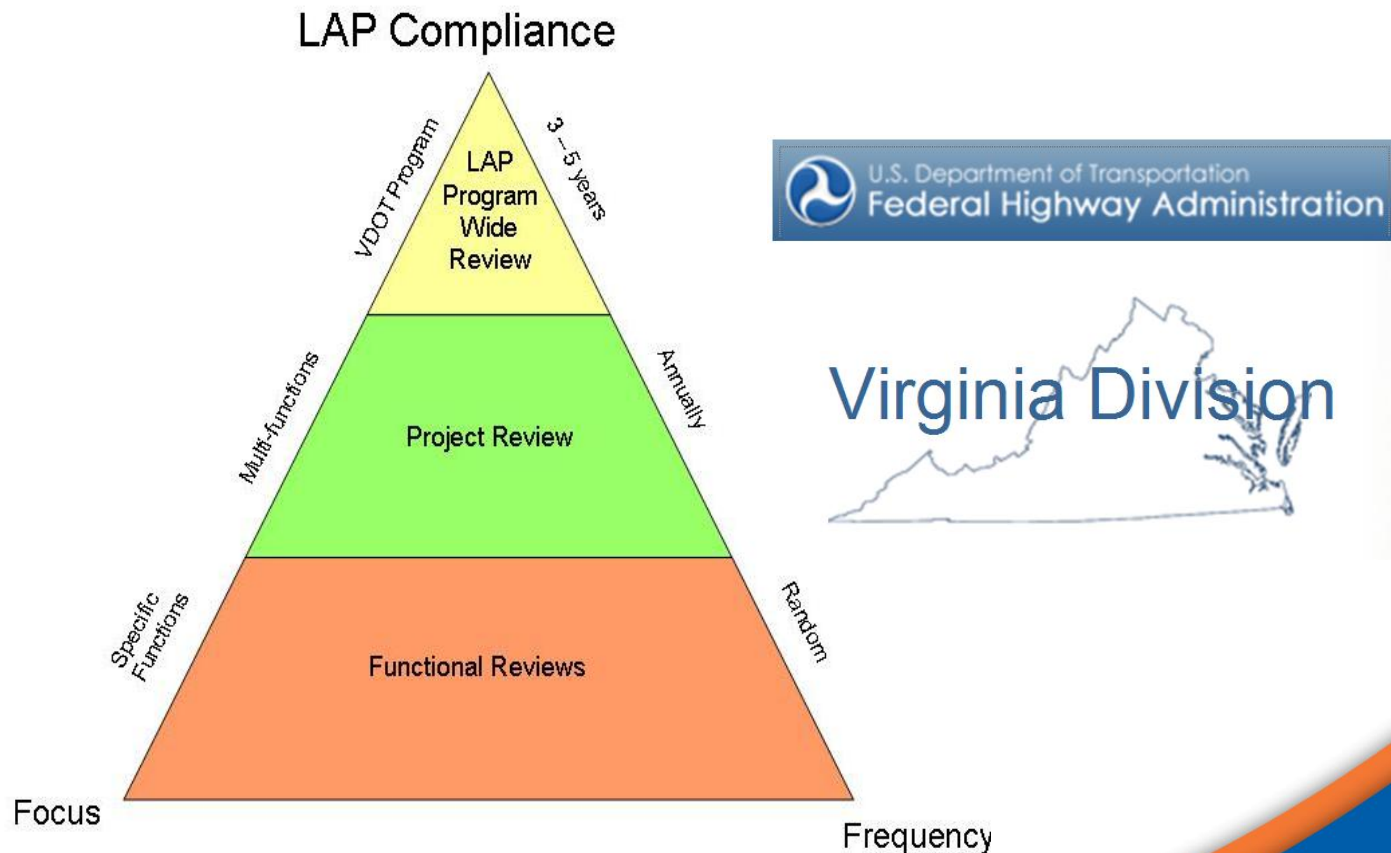 LAP Compliance
VDOT Program
3 – 5 years
LAP
Program
Wide
Review
U.S. Department of Transportation
Federal Highway Administration
Virginia Division
Multi-functions
Annually
Project Review
Specific
Functions
Random
Functional Reviews
Focus
Frequency